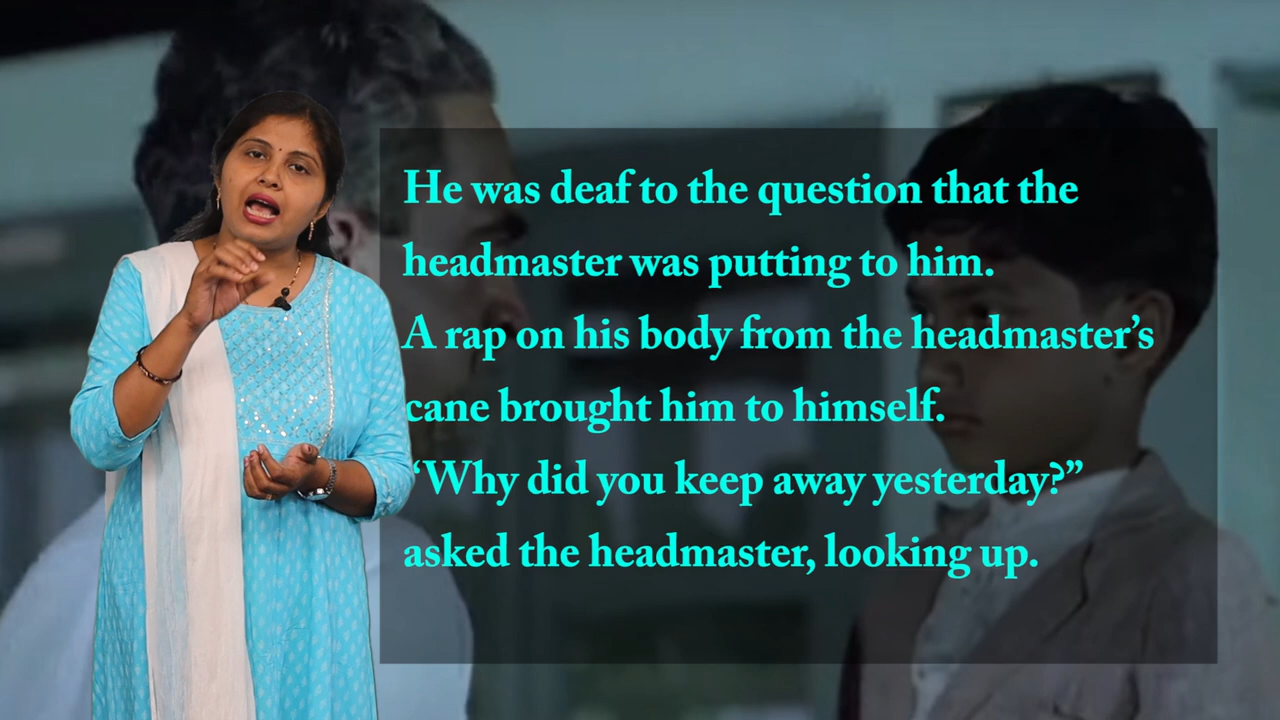 He was deaf to the question that the
headmaster was putting to him.
A rap on his body from the headmaster’s
cane brought him to himself.
“Why did you keep away yesterday?”
asked the headmaster, looking up.